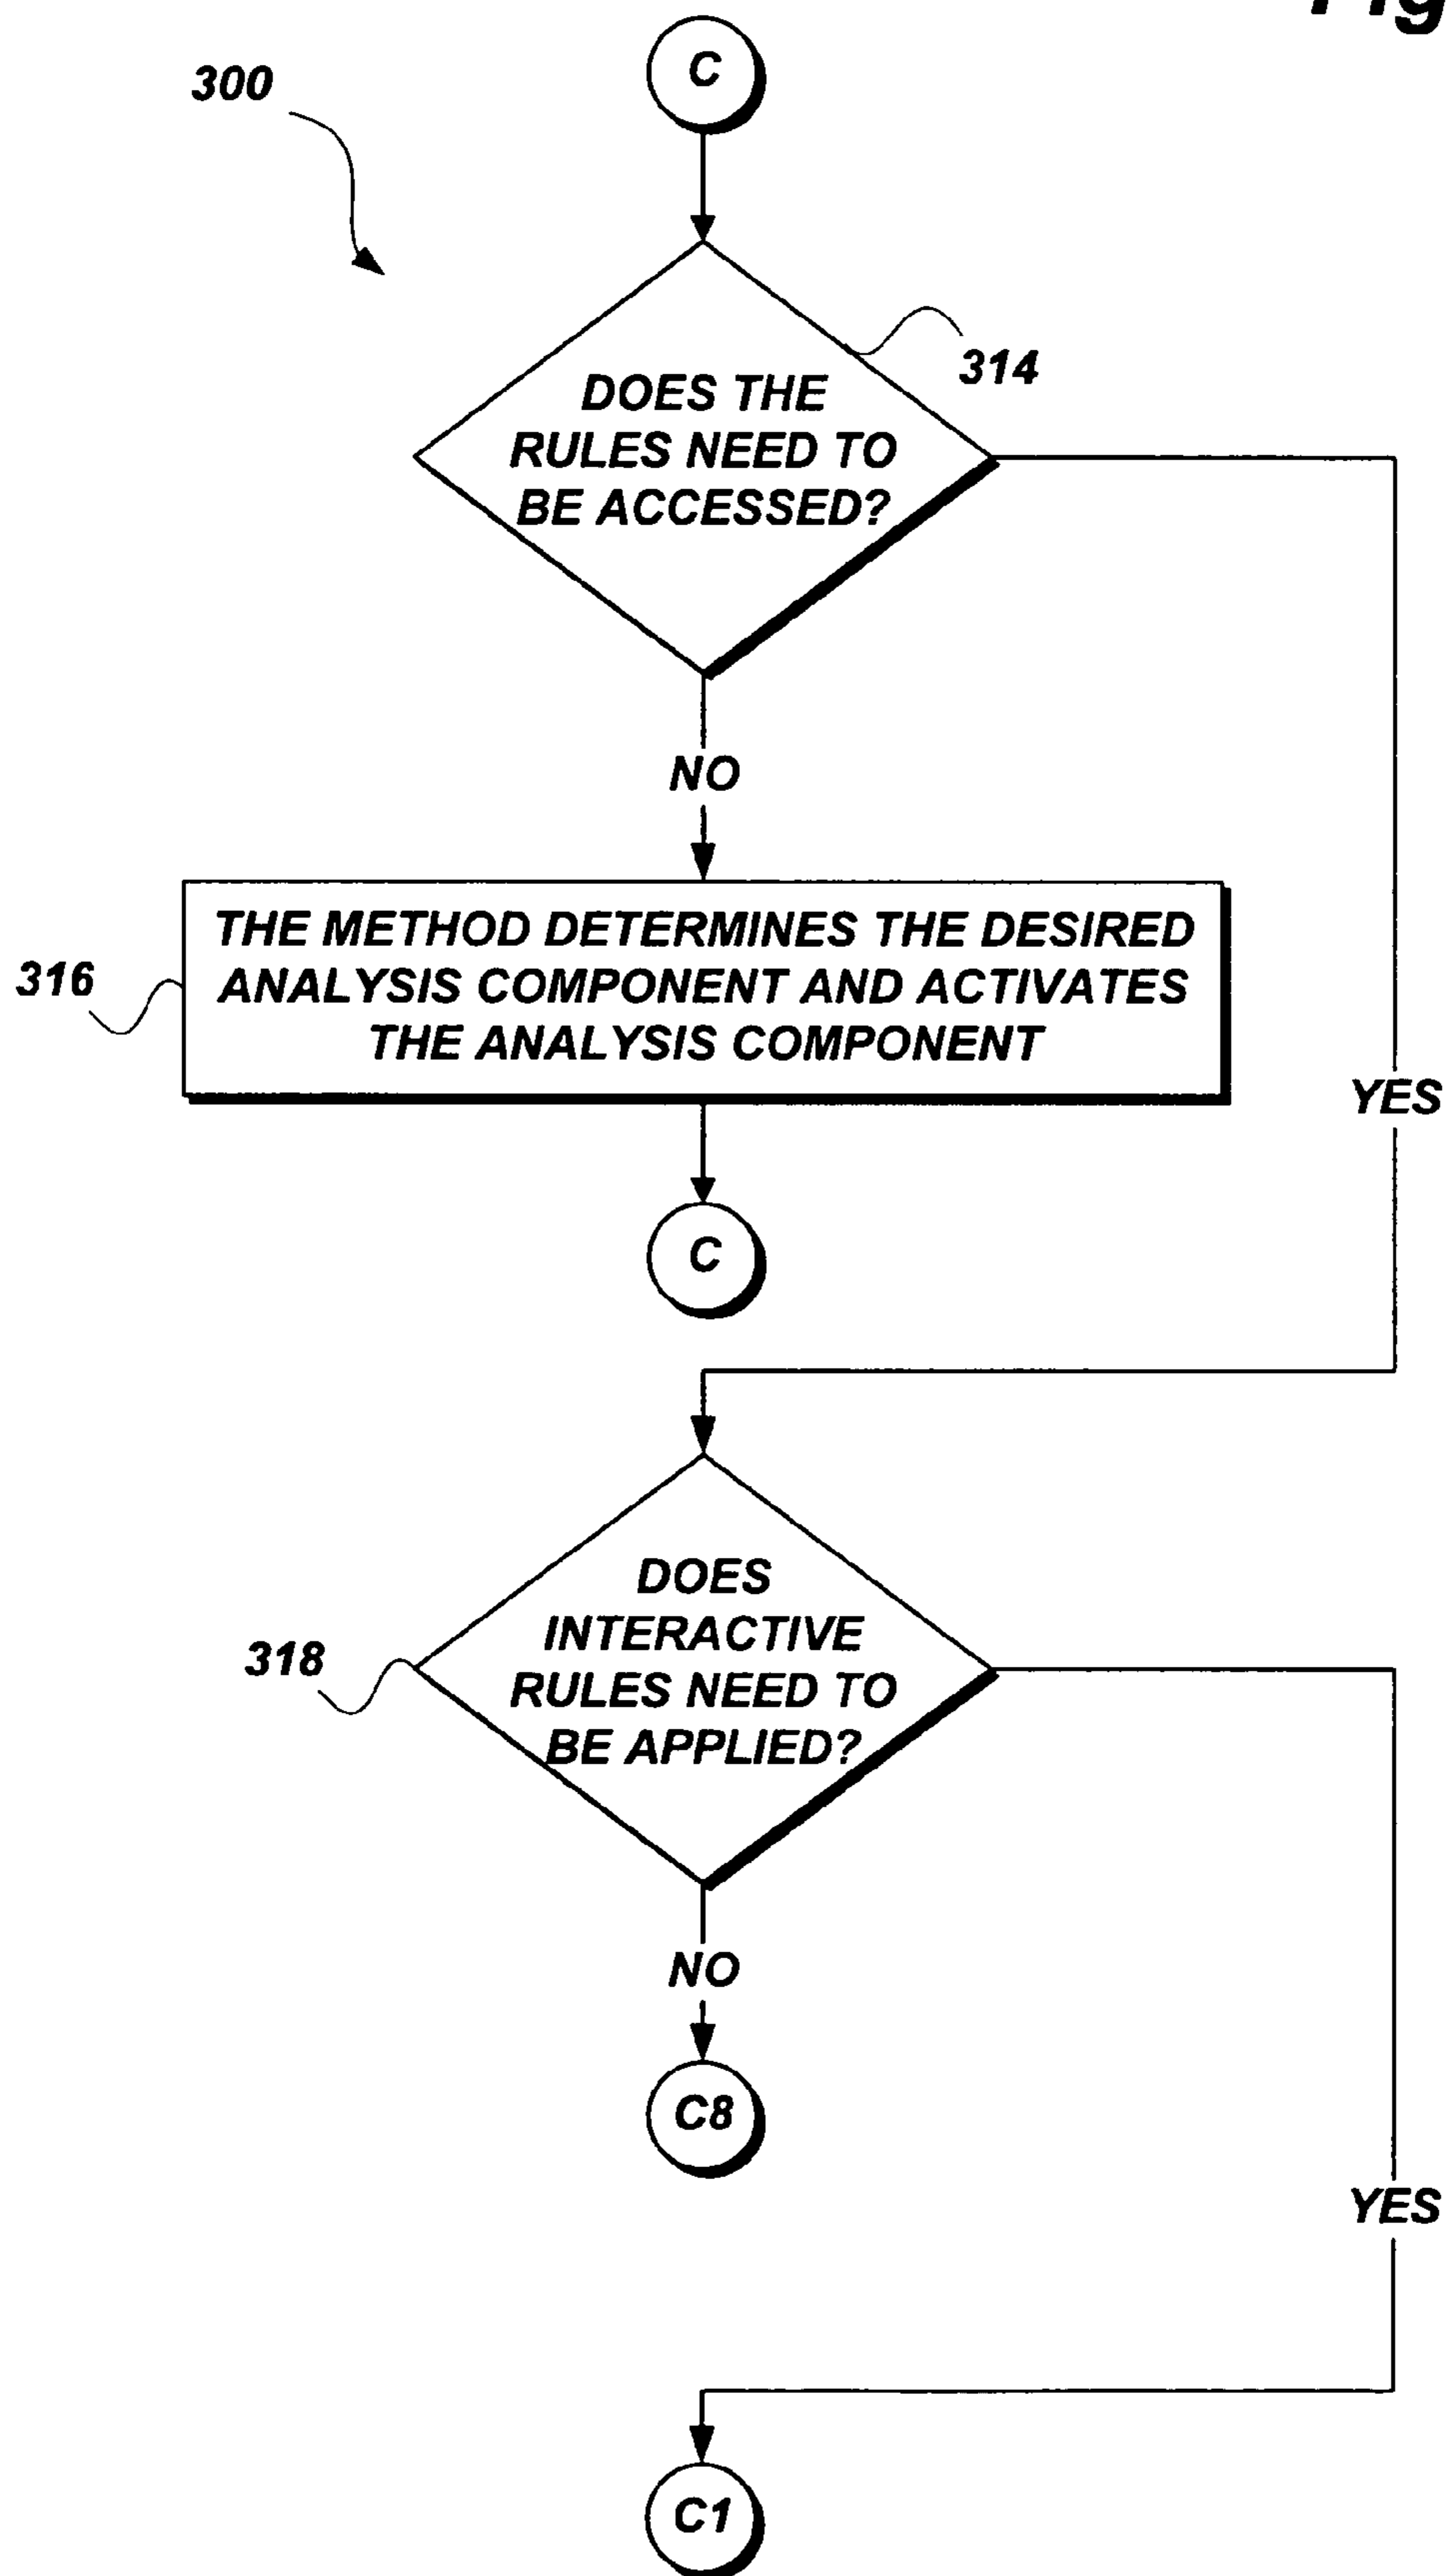 Fig
300
C
314
DOES THE
RULES NEED TO
BE ACCESSED?
NO
THE METHOD DETERMINES THE DESIRED
ANALYSIS COMPONENT AND ACTIVATES
THE ANALYSIS COMPONENT
316
YES
C
DOES
INTERACTIVE
RULES NEED TO
BE APPLIED?
318
NO
C8
YES
C1